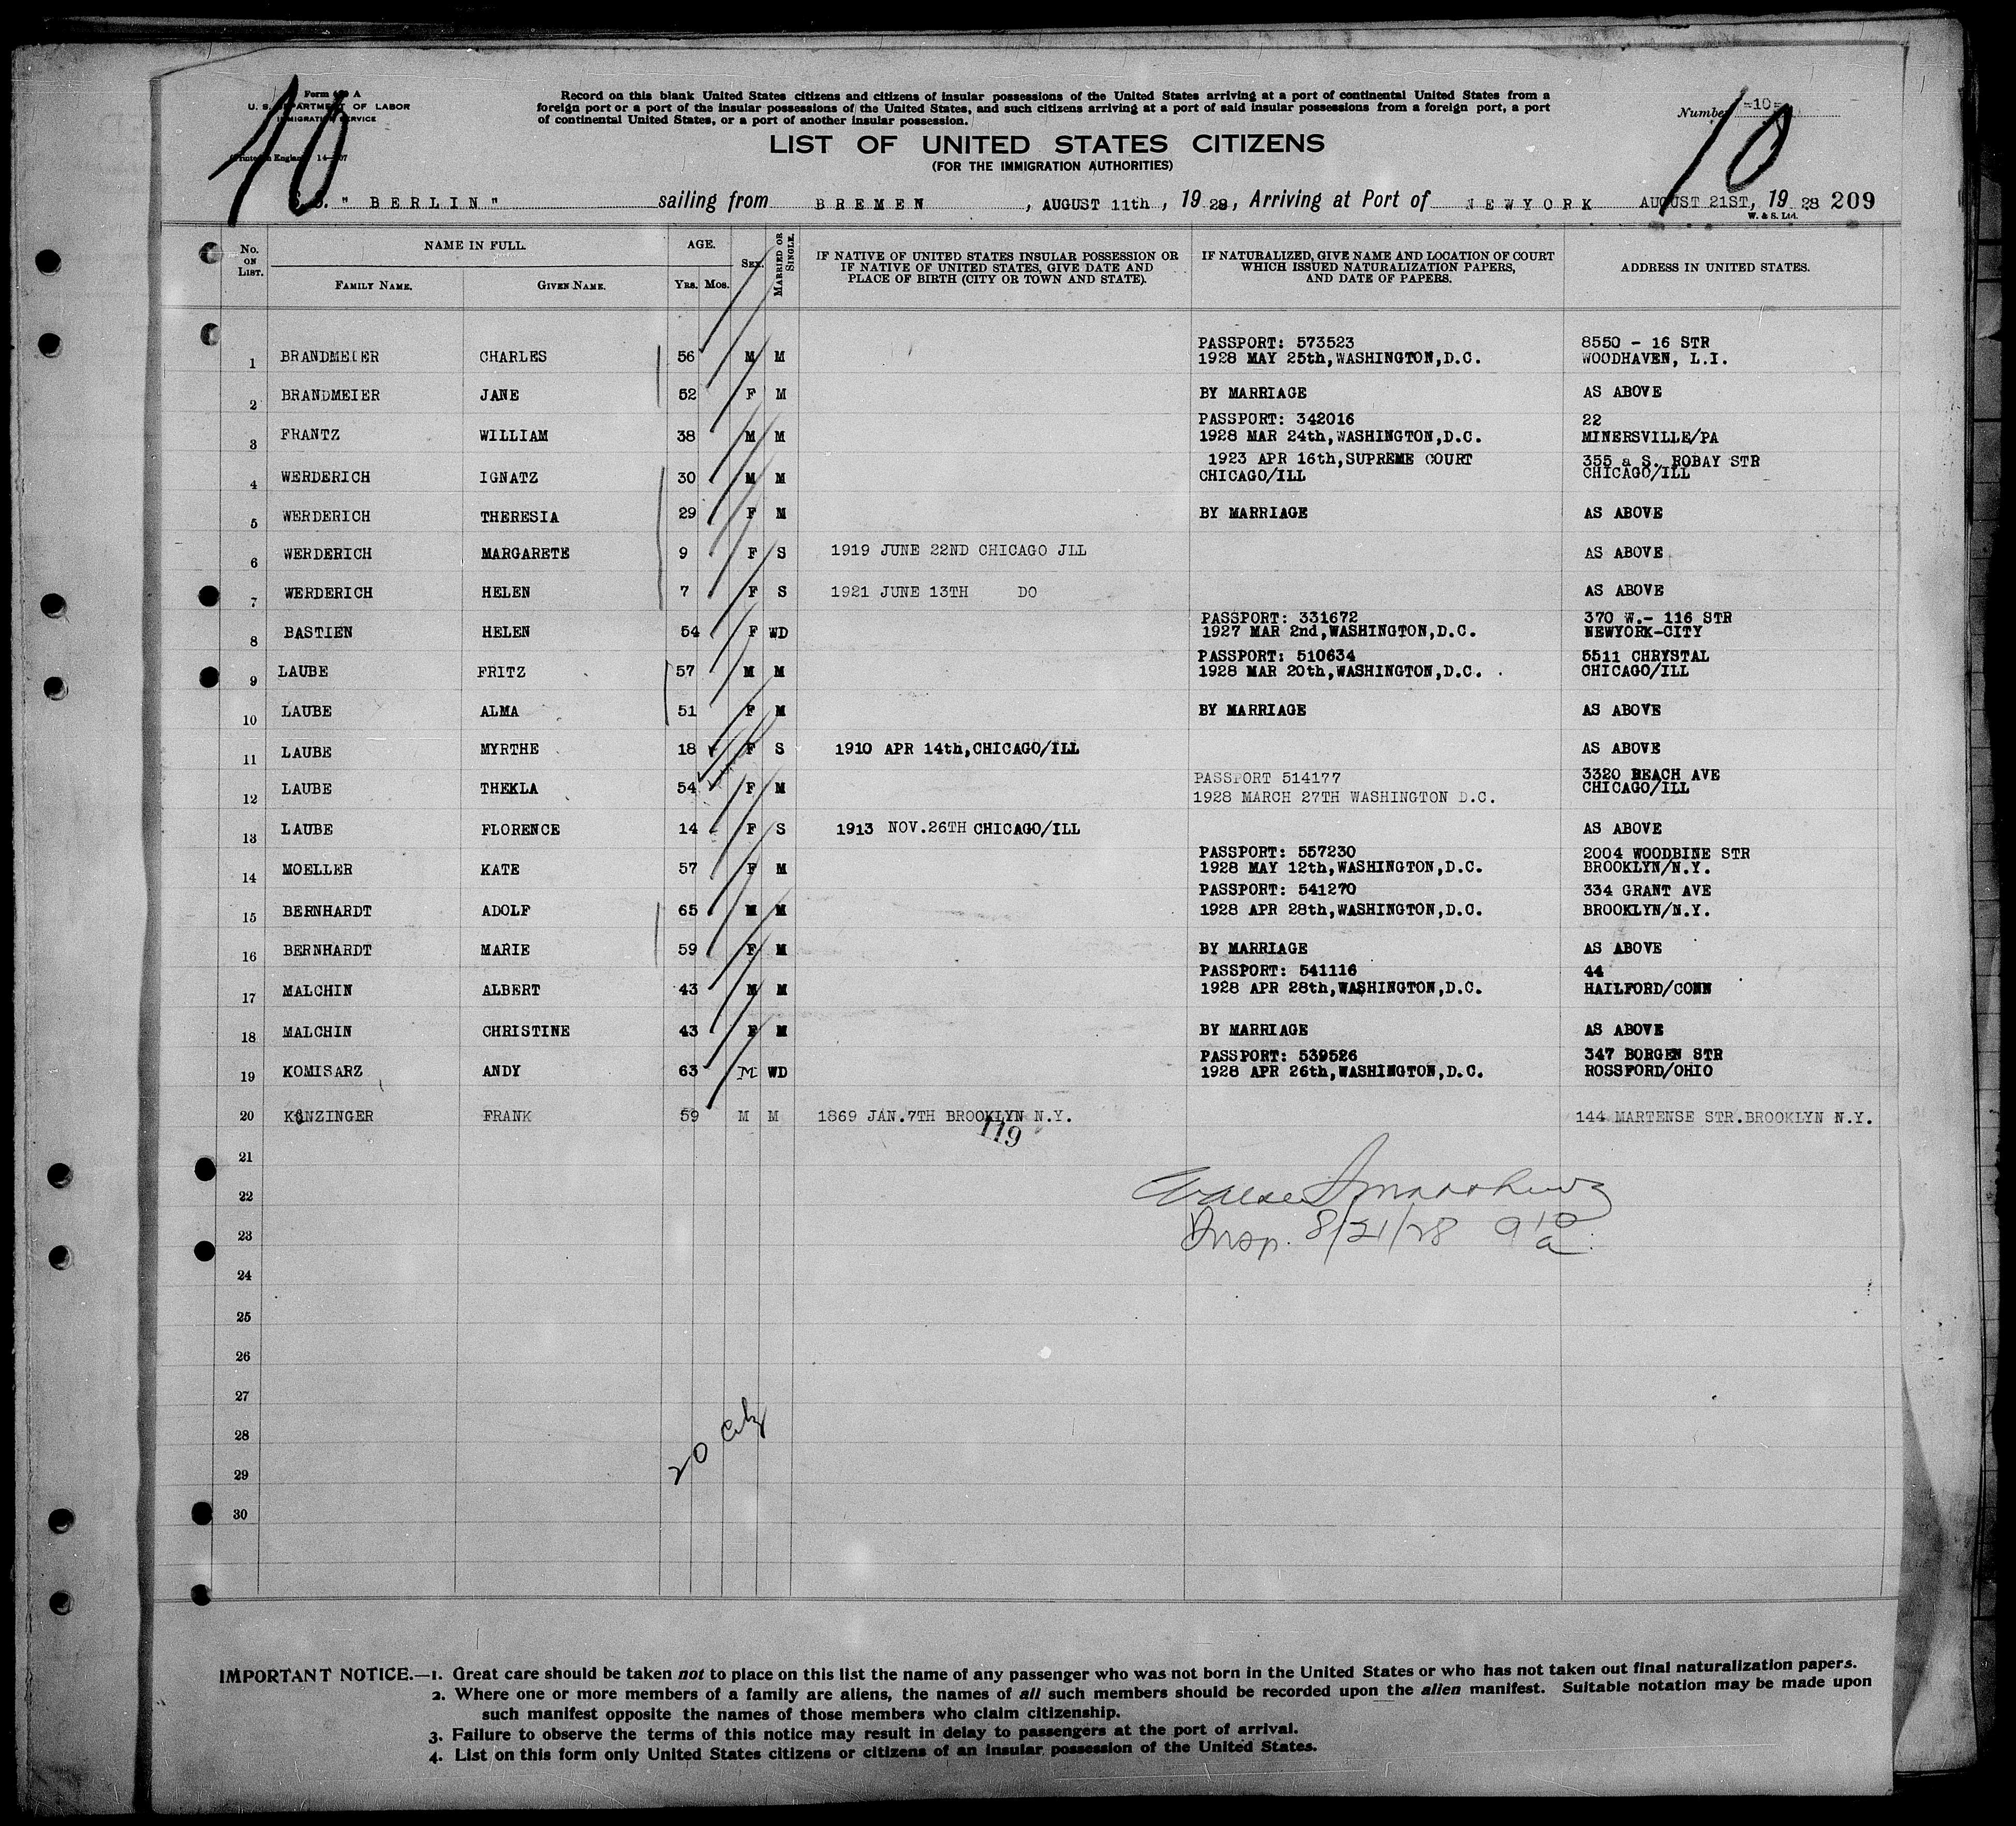 Form A
U. S. DEPARTMENT OF LABOR
IMMIGRATION SERVICE
Printed in England 14
40
Record on this blank United States citizens and citizens of insular possessions of the United States arriving at a port of continental United States from a
foreign port or a port of the insular possessions of the United States, and such citizens arriving at a port of said insular possessions from a foreign port, a port
of continental United States, or a port of another insular possession.
Number -10-
10
LIST OF UNITED STATES CITIZENS
(FOR THE IMMIGRATION AUTHORITIES)
S.S. " BERLIN " sailing from BREMEN , AUGUST 11th, 1928, Arriving at Port of NEWYORK AUGUST 21ST, 1928 209
W. & S. Ltd.
No. ON LIST. NAME IN FULL. FAMILY NAME. GIVEN NAME. AGE. YRS. MOS. SEX. MARRIED OR SINGLE. IF NATIVE OF UNITED STATES INSULAR POSSESSION OR IF NATIVE OF UNITED STATES, GIVE DATE AND PLACE OF BIRTH (CITY OR TOWN AND STATE). IF NATURALIZED, GIVE NAME AND LOCATION OF COURT WHICH ISSUED NATURALIZATION PAPERS, AND DATE OF PAPERS. ADDRESS IN UNITED STATES.
PASSPORT: 573523 8550 - 16 STR
1 BRANDMEIER CHARLES 56 M M 1928 MAY 25th,WASHINGTON,D.C. WOODHAVEN, L.I.
2 BRANDMEIER JANE 52 F M BY MARRIAGE AS ABOVE
PASSPORT: 342016 22
3 FRANTZ WILLIAM 38 M M 1928 MAR 24th,WASHINGTON,D.C. MINERSVILLE/PA
1923 APR 16th,SUPREME COURT 355 a S. ROBAY STR
4 WERDERICH IGNATZ 30 M M CHICAGO/ILL CHICAGO/ILL
5 WERDERICH THERESIA 29 F M BY MARRIAGE AS ABOVE
6 WERDERICH MARGARETE 9 F S 1919 JUNE 22ND CHICAGO JLL AS ABOVE
7 WERDERICH HELEN 7 F S 1921 JUNE 13TH DO AS ABOVE
PASSPORT: 331672 370 W.- 116 STR
8 BASTIEN HELEN 54 F WD 1927 MAR 2nd,WASHINGTON,D.C. NEWYORK-CITY
PASSPORT: 510634 5511 CHRYSTAL
9 LAUBE FRITZ 57 M M 1928 MAR 20th,WASHINGTON,D.C. CHICAGO/ILL
10 LAUBE ALMA 51 F M BY MARRIAGE AS ABOVE
11 LAUBE MYRTHE 18 F S 1910 APR 14th,CHICAGO/ILL AS ABOVE
PASSPORT 514177 3320 BEACH AVE
12 LAUBE THEKLA 54 F M 1928 MARCH 27TH WASHINGTON D.C. CHICAGO/ILL
13 LAUBE FLORENCE 14 F S 1913 NOV.26TH CHICAGO/ILL AS ABOVE
PASSPORT: 557230 2004 WOODBINE STR
14 MOELLER KATE 57 F M 1928 MAY 12th,WASHINGTON,D.C. BROOKLYN/N.Y.
PASSPORT: 541270 334 GRANT AVE
15 BERNHARDT ADOLF 65 M M 1928 APR 28th,WASHINGTON,D.C. BROOKLYN/N.Y.
16 BERNHARDT MARIE 59 F M BY MARRIAGE AS ABOVE
PASSPORT: 541116 44
17 MALCHIN ALBERT 43 M M 1928 APR 28th,WASHINGTON,D.C. HAILFORD/CONN
18 MALCHIN CHRISTINE 43 F M BY MARRIAGE AS ABOVE
PASSPORT: 539526 347 BORGEN STR
19 KOMISARZ ANDY 63 M WD 1928 APR 26th,WASHINGTON,D.C. ROSSFORD/OHIO
20 FRANK 59 M M 1869 JAN.7TH BROOKLYN N.Y. 144 MARTENSE STR.BROOKLYN N.Y.
119
21
22
Insp. 8/21/28 9 10 a
23
24
25
26
27
28
20 Citz
29
30
IMPORTANT NOTICE.—1. Great care should be taken not to place on this list the name of any passenger who was not born in the United States or who has not taken out final naturalization papers.
2. Where one or more members of a family are aliens, the names of all such members should be recorded upon the alien manifest. Suitable notation may be made upon
such manifest opposite the names of those members who claim citizenship.
3. Failure to observe the terms of this notice may result in delay to passengers at the port of arrival.
4. List on this form only United States citizens or citizens of an insular possession of the United States.